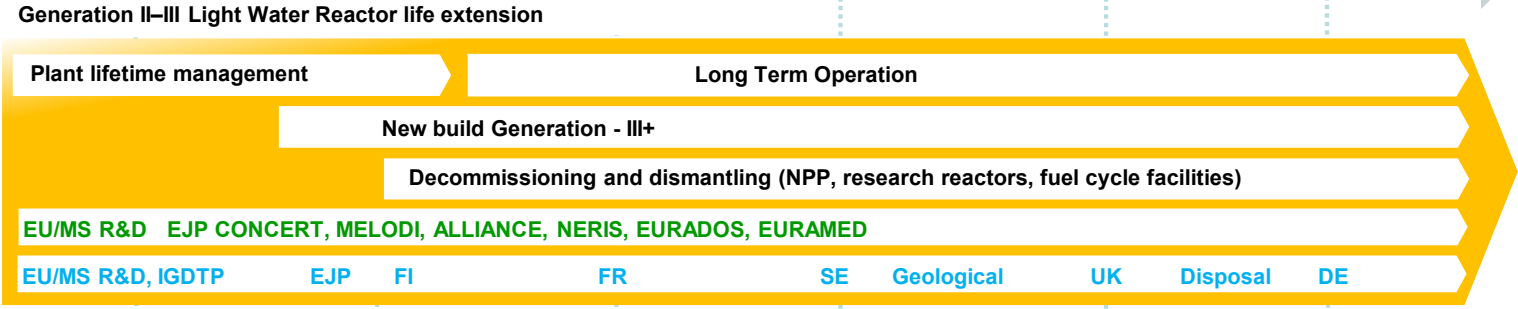 Generation II–III Light Water Reactor life extension
Plant lifetime management Long Term Operation
New build Generation - III+
Decommissioning and dismantling (NPP, research reactors, fuel cycle facilities)
EU/MS R&D EJP CONCERT, MELODI, ALLIANCE, NERIS, EURADOS, EURAMED
EU/MS R&D, IGDTP EJP FI FR SE Geological UK Disposal DE